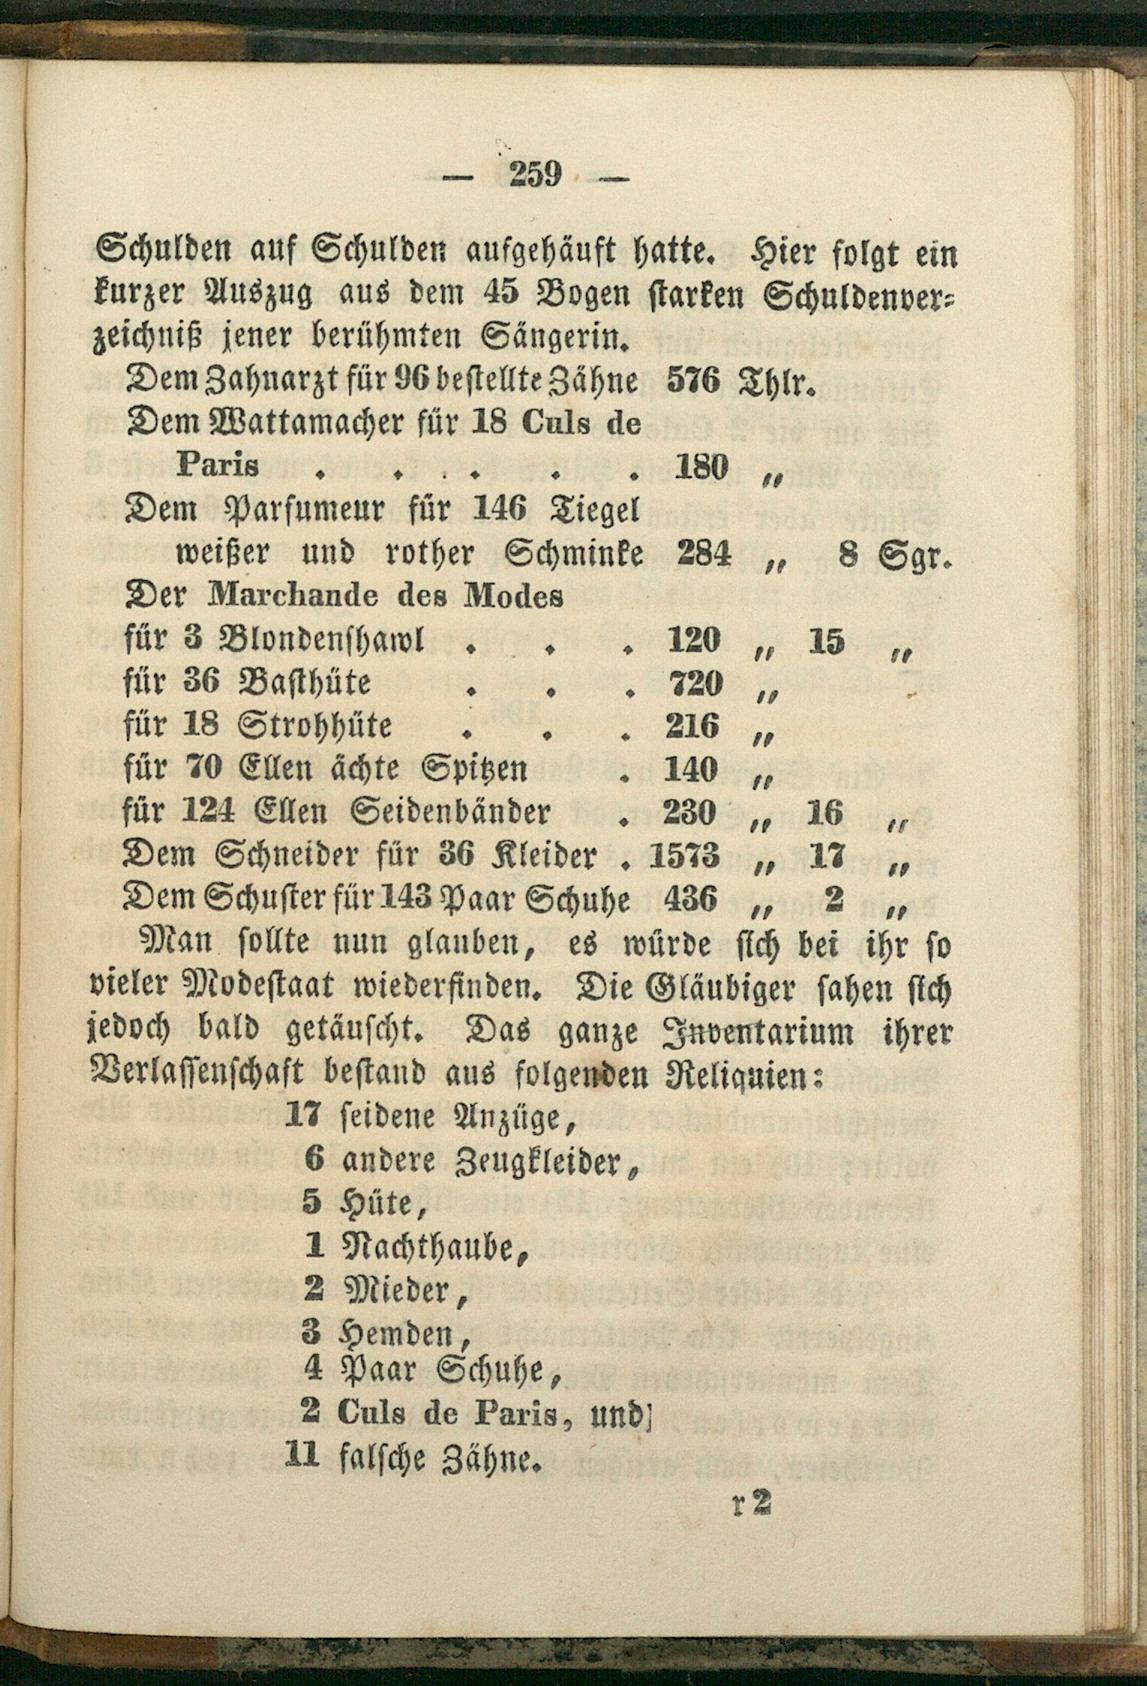 — 259 —
Schulden auf Schulden aufgehäuft hatte. Hier folgt ein
kurzer Auszug aus dem 45 Bogen starken Schuldenver-
zeichniß jener berühmten Sängerin.
Dem Zahnarzt für 96 bestellte Zähne 576 Thlr.
Dem Wattamacher für 18 Culs de
Paris . . . . . 180 „
Dem Parfumeur für 146 Tiegel
weißer und rother Schminke 284 „ 8 Sgr.
Der Marchande des Modes
für 3 Blondenshawl . . . 120 „ 15 „
für 36 Basthüte . . . 720 „
für 18 Strohhüte . . . 216 „
für 70 Ellen ächte Spitzen . 140 „
für 124 Ellen Seidenbänder . 230 „ 16 „
Dem Schneider für 36 Kleider . 1573 „ 17 „
Dem Schuster für 143 Paar Schuhe 436 „ 2 „
Man sollte nun glauben, es würde sich bei ihr so
vieler Modestaat wiederfinden. Die Gläubiger sahen sich
jedoch bald getäuscht. Das ganze Inventarium ihrer
Verlassenschaft bestand aus folgenden Reliquien:
17 seidene Anzüge,
6 andere Zeugkleider,
5 Hüte,
1 Nachthaube,
2 Mieder,
3 Hemden,
4 Paar Schuhe,
2 Culs de Paris, und]
11 falsche Zähne.
r 2